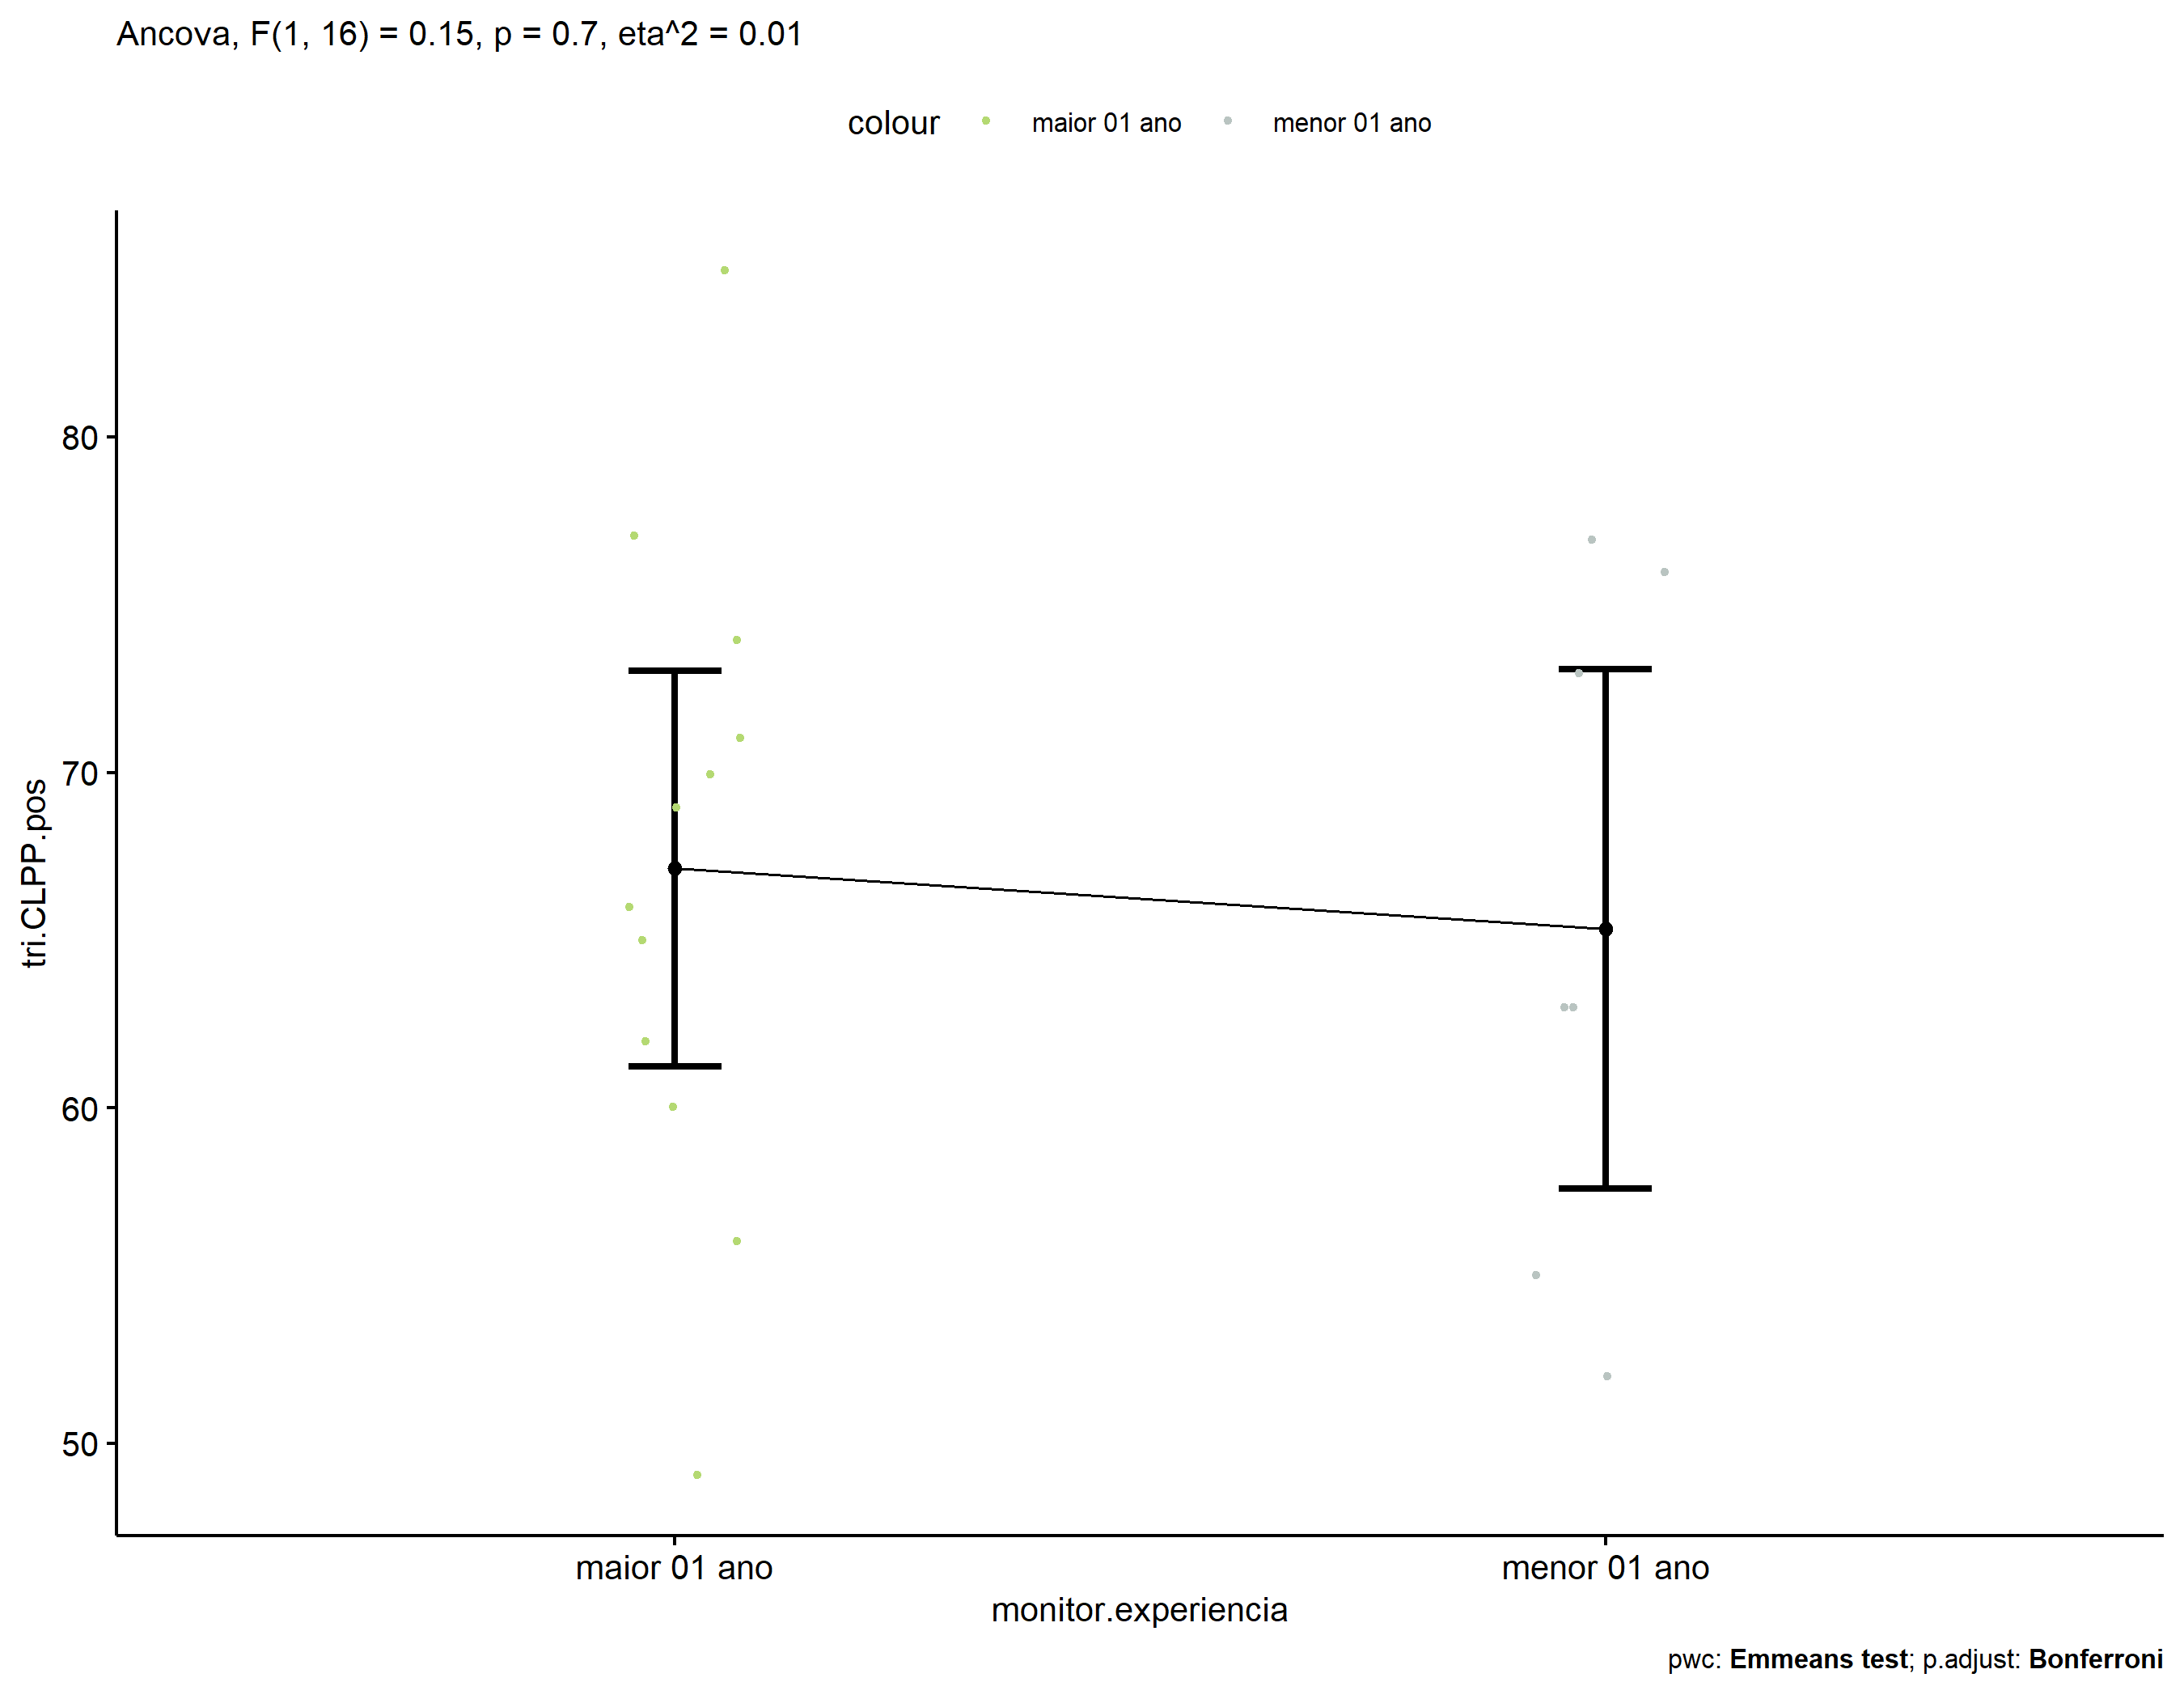 Ancova, F(1, 16) = 0.15, p = 0.7, eta^2 = 0.01
colour maior 01 ano menor 01 ano
80
70
60
50
tri.CLPP.pos
maior 01 ano menor 01 ano
monitor.experiencia
pwc: Emmeans test; p.adjust: Bonferroni